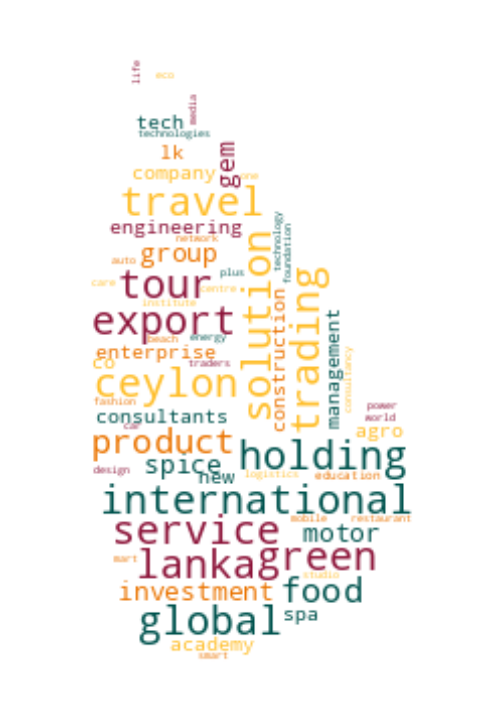 life
eco
media
tech
technologies
lk
gem
company
one
travel
engineering
technology
foundation
network
group
solution
auto
plus
tour
trading
care
centre
construction
institute
export
management
beach
energy
enterprise
consultancy
co
traders
ceylon
fashion
power
consultants
world
car
agro
product
holding
spice
design
new
logistics
education
international
service
mobile
restaurant
motor
mart
lanka
green
studio
investment
food
global
spa
academy
smart